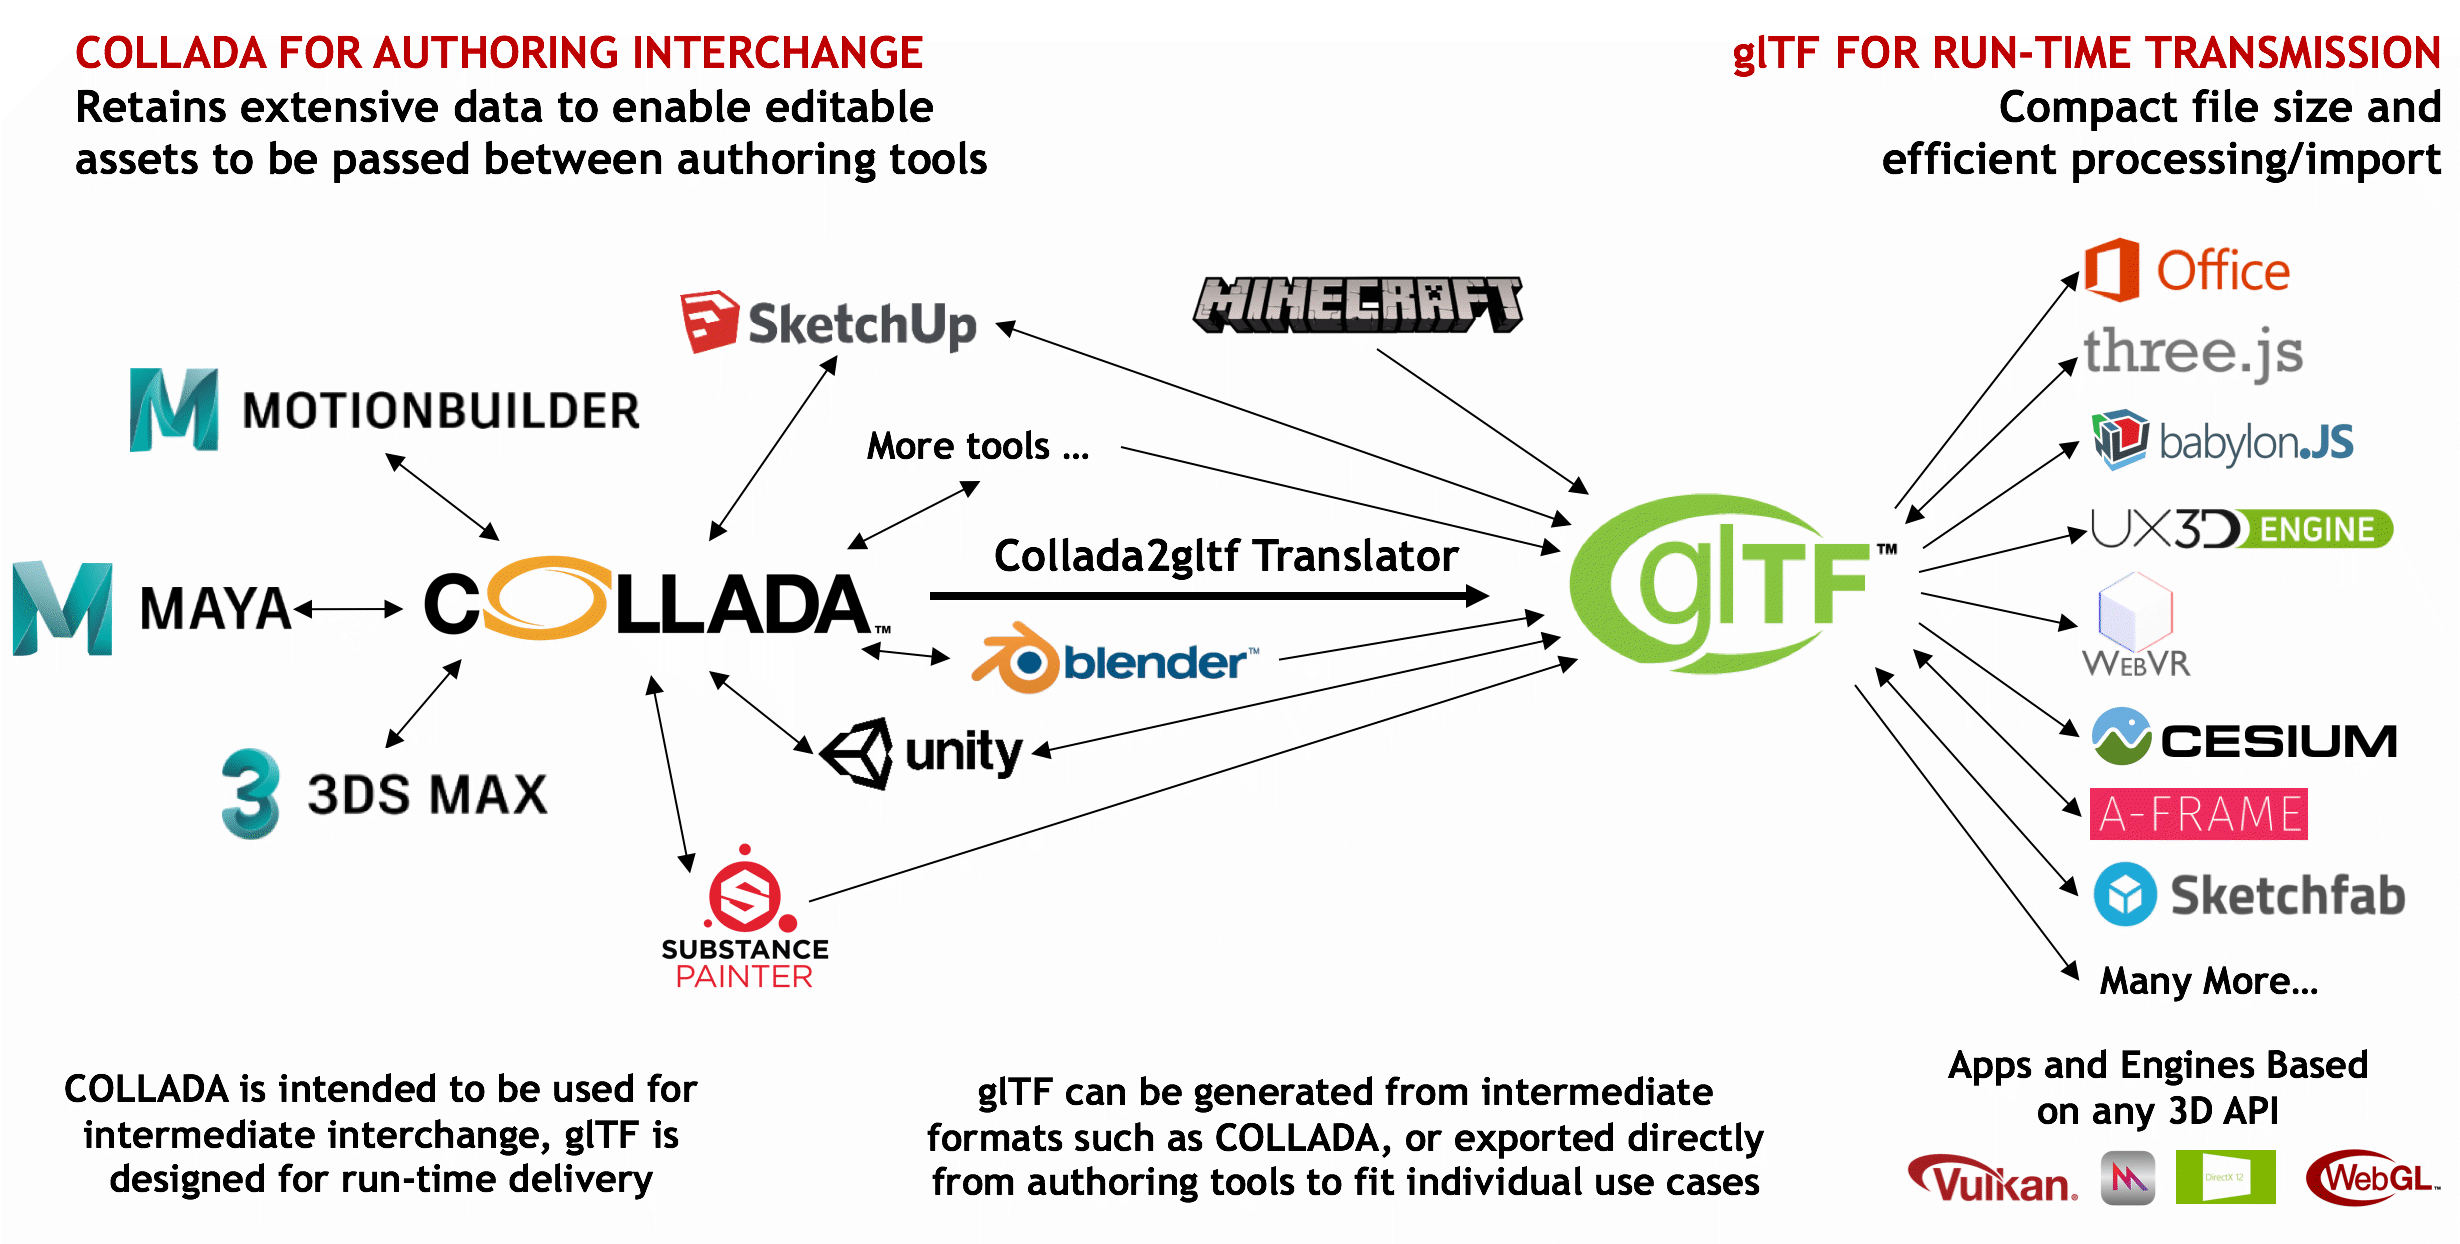 COLLADA FOR AUTHORING INTERCHANGE
Retains extensive data to enable editable
assets to be passed between authoring tools
glTF FOR RUN-TIME TRANSMISSION
Compact file size and
efficient processing/import
SketchUp
MINECRAFT
MOTIONBUILDER
More tools ...
MAYA
COLLADA™
Collada2gltf Translator
blender™
unity
3DS MAX
SUBSTANCE
PAINTER
glTF™
Office
three.js
babylon.JS
UX3D ENGINE
WEBVR
CESIUM
A-FRAME
Sketchfab
Many More...
COLLADA is intended to be used for
intermediate interchange, glTF is
designed for run-time delivery
glTF can be generated from intermediate
formats such as COLLADA, or exported directly
from authoring tools to fit individual use cases
Apps and Engines Based
on any 3D API
Vulkan®
DirectX 12
WebGL™